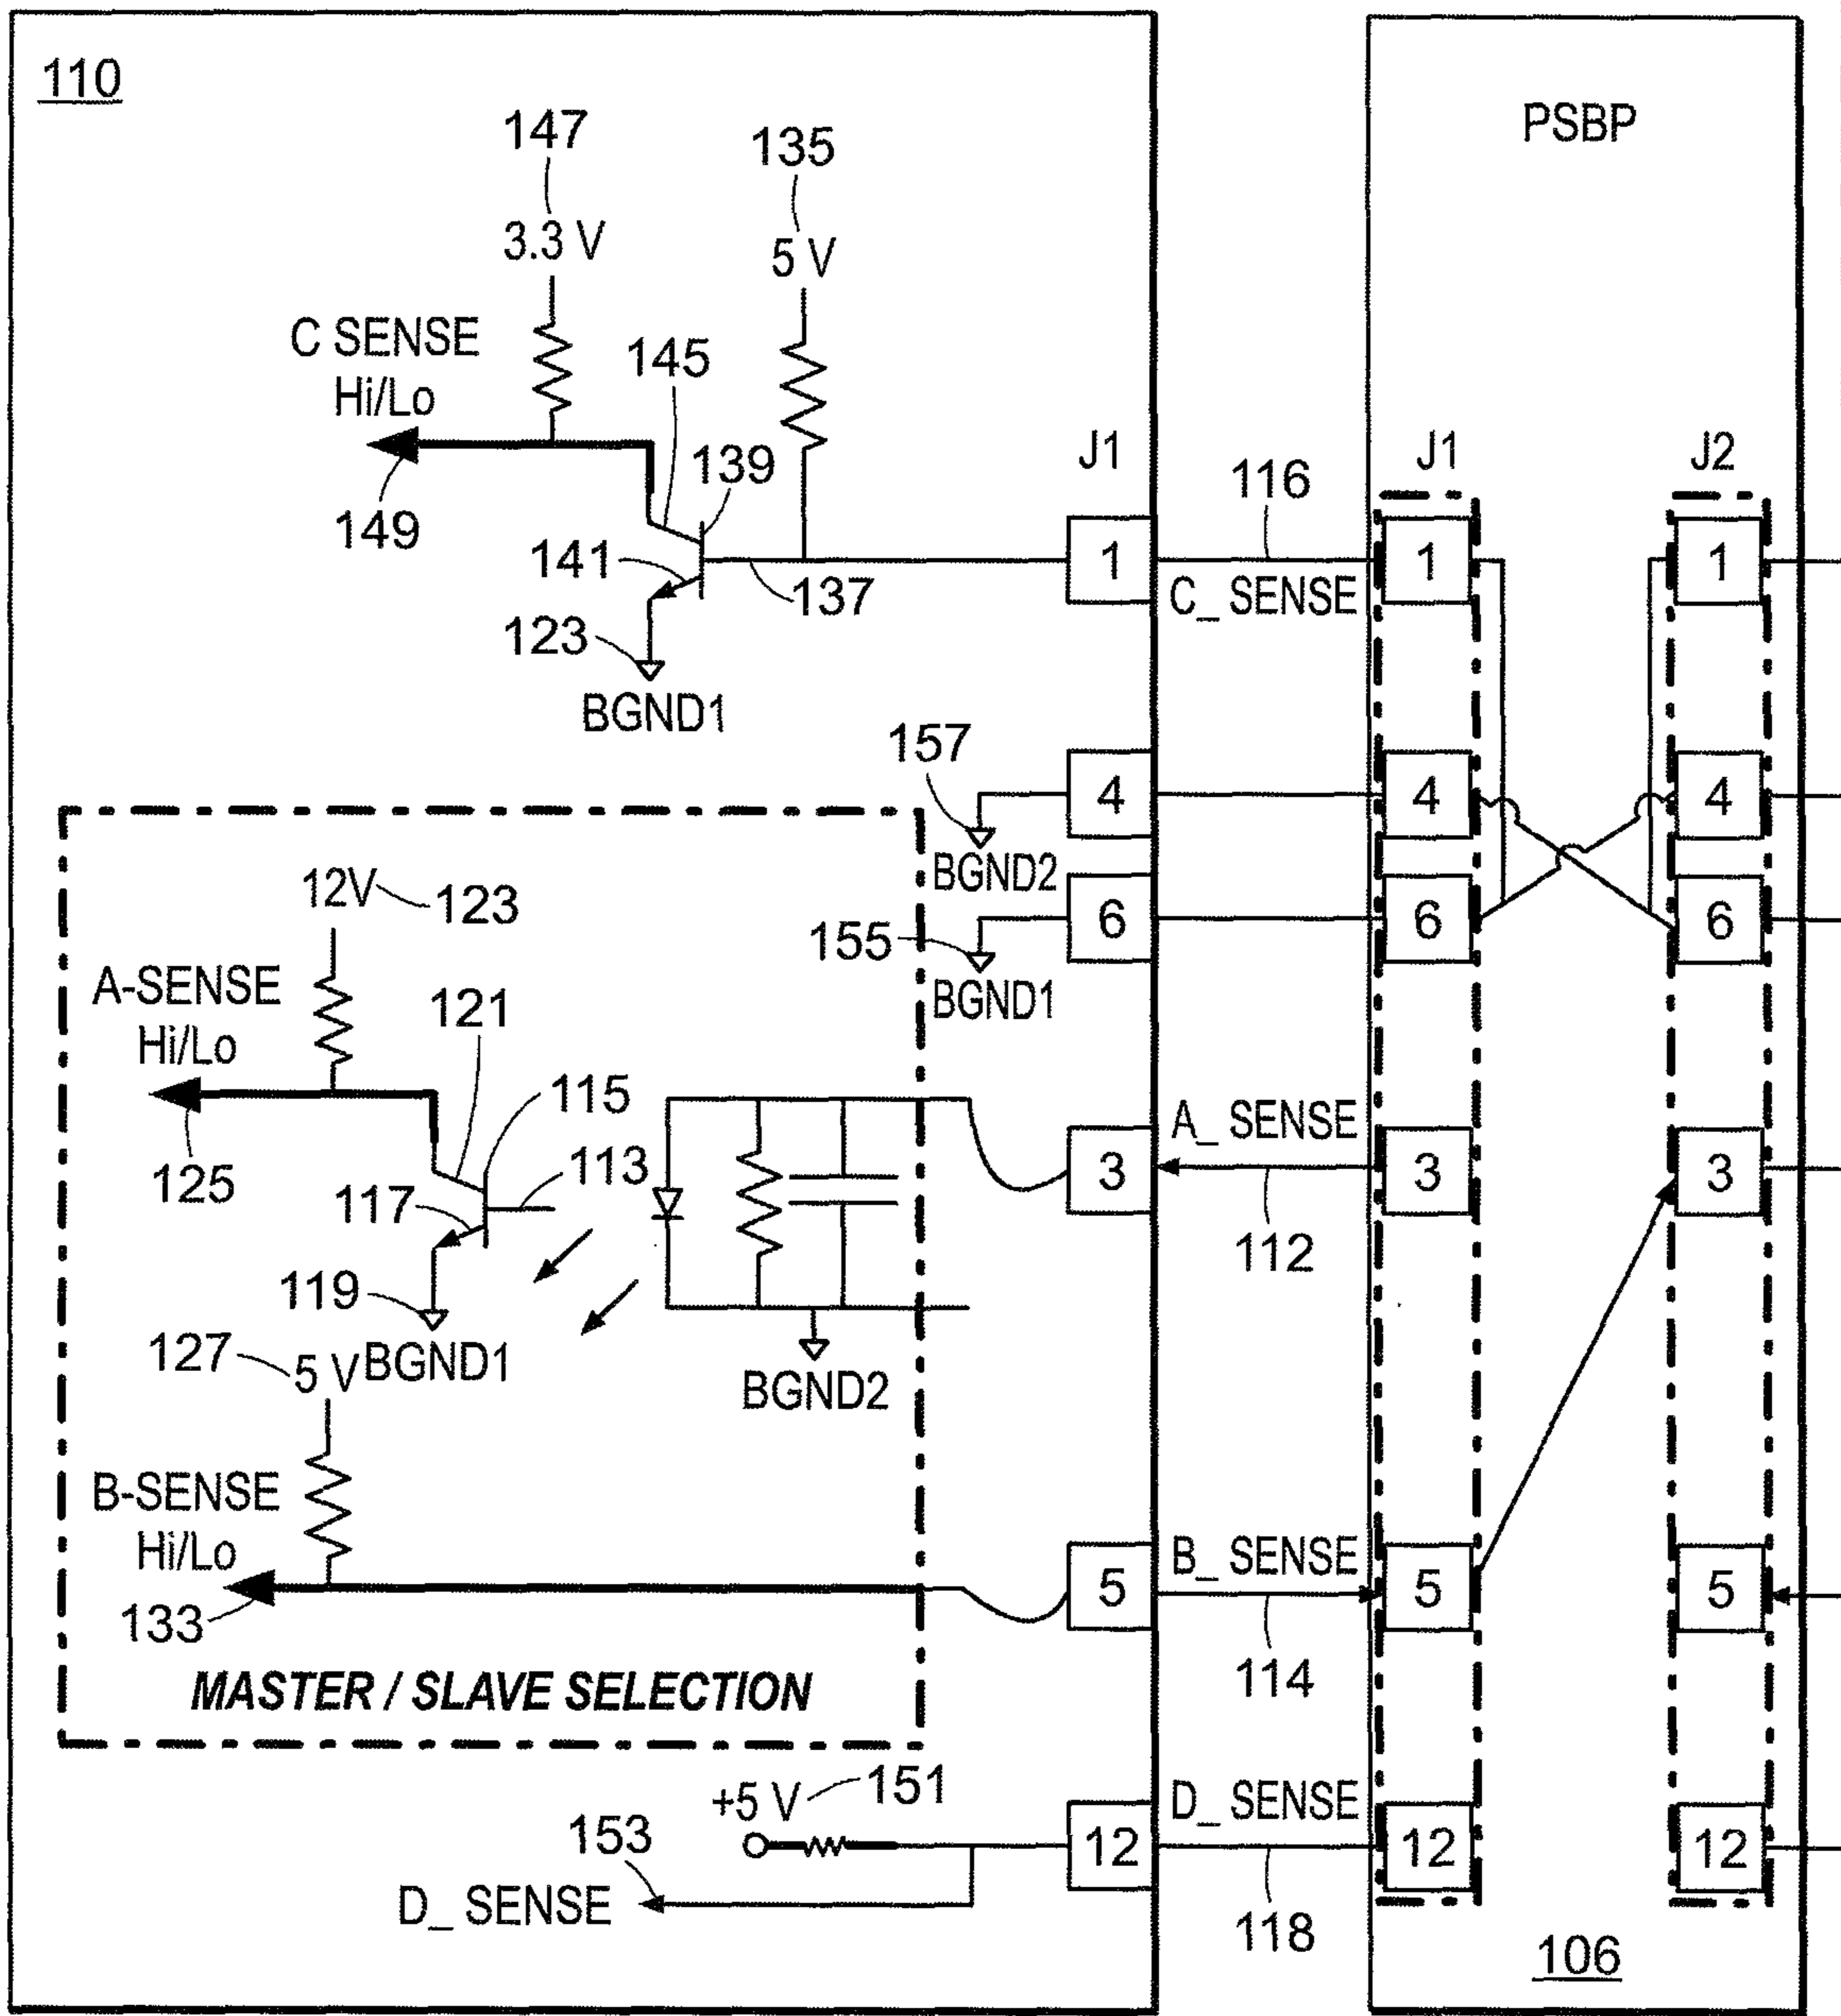 110
147
135
PSBP
3.3 V
5 V
C SENSE
Hi/Lo
145
139
J1
J1
J2
149
116
141
137
1
C_ SENSE
1
1
123
BGND1
157
4
4
4
BGND2
12V
123
155
6
6
6
BGND1
A-SENSE
Hi/Lo
121
115
A_ SENSE
125
113
3
3
3
117
112
119
127
5 V
BGND1
BGND2
B-SENSE
Hi/Lo
B_ SENSE
5
5
5
133
114
MASTER / SLAVE SELECTION
+5 V
151
D_ SENSE
153
12
12
12
D_ SENSE
118
106